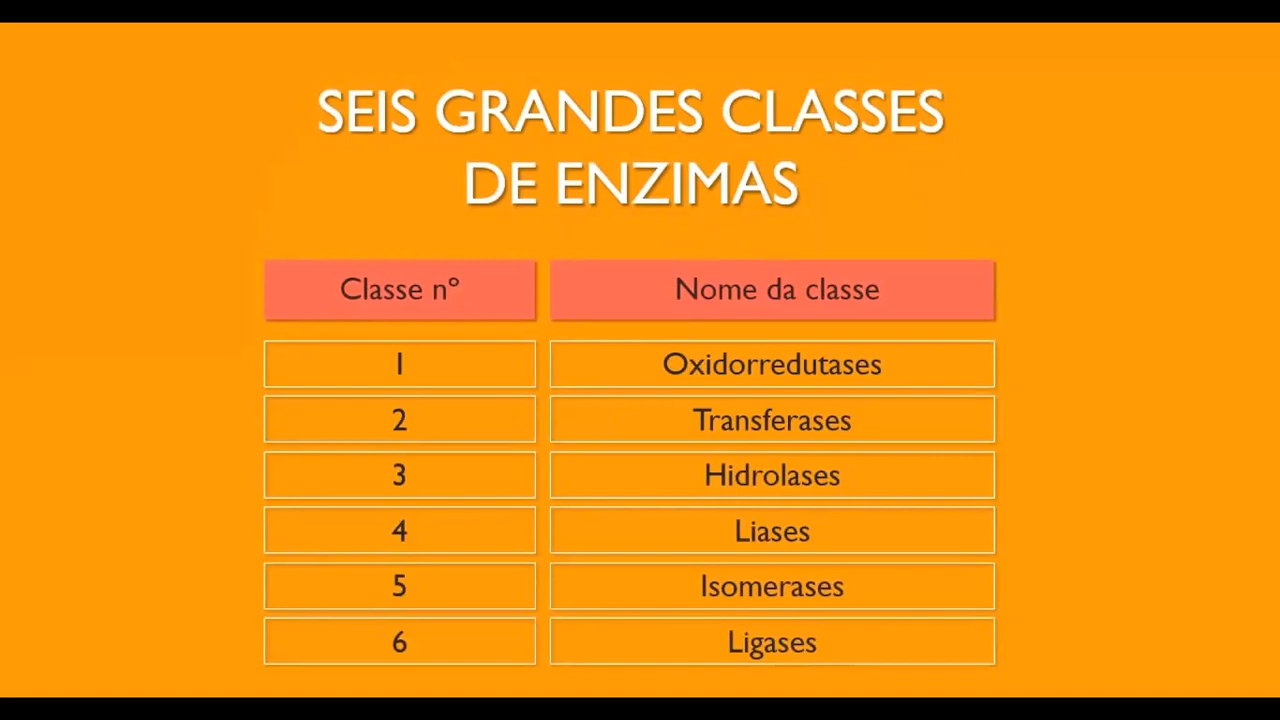 SEIS GRANDES CLASSES
DE ENZIMAS
Classe nº Nome da classe
1 Oxidorredutases
2 Transferases
3 Hidrolases
4 Liases
5 Isomerases
6 Ligases